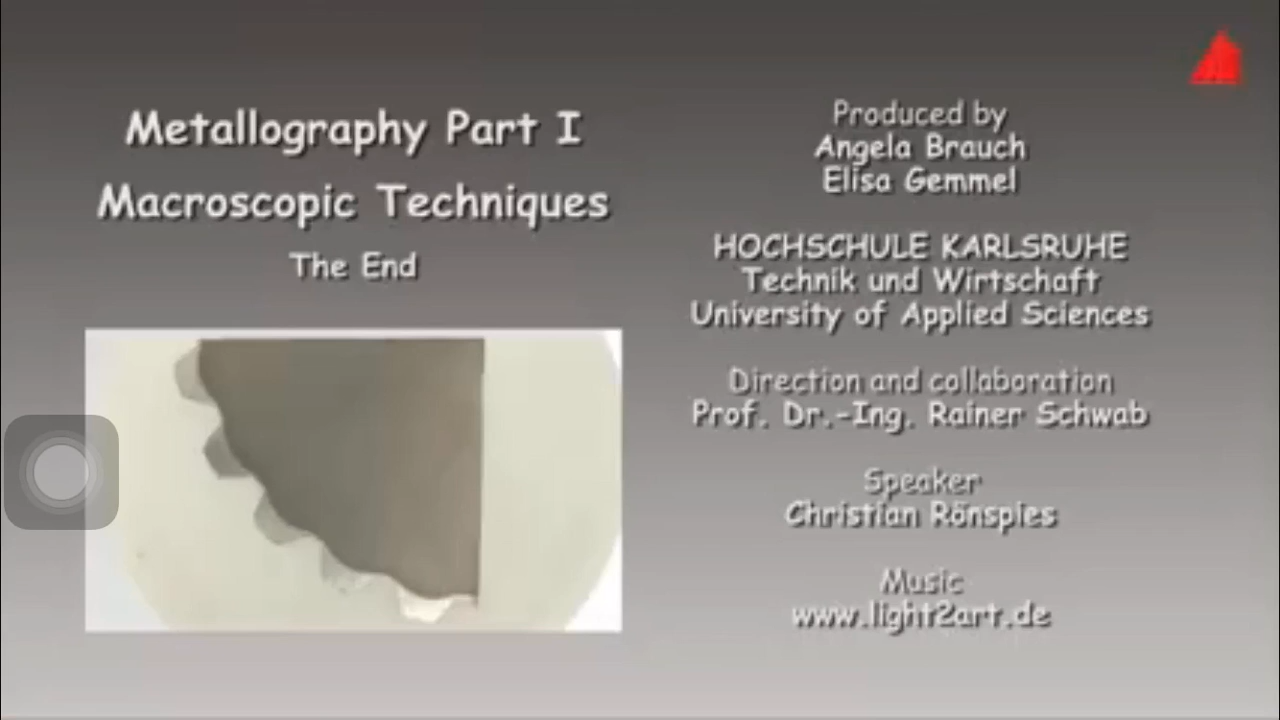 Metallography Part I
Macroscopic Techniques
The End
Produced by
Angela Brauch
Elisa Gemmel
HOCHSCHULE KARLSRUHE
Technik und Wirtschaft
University of Applied Sciences
Direction and collaboration
Prof. Dr.-Ing. Rainer Schwab
Speaker
Christian Rönspies
Music
www.light2art.de